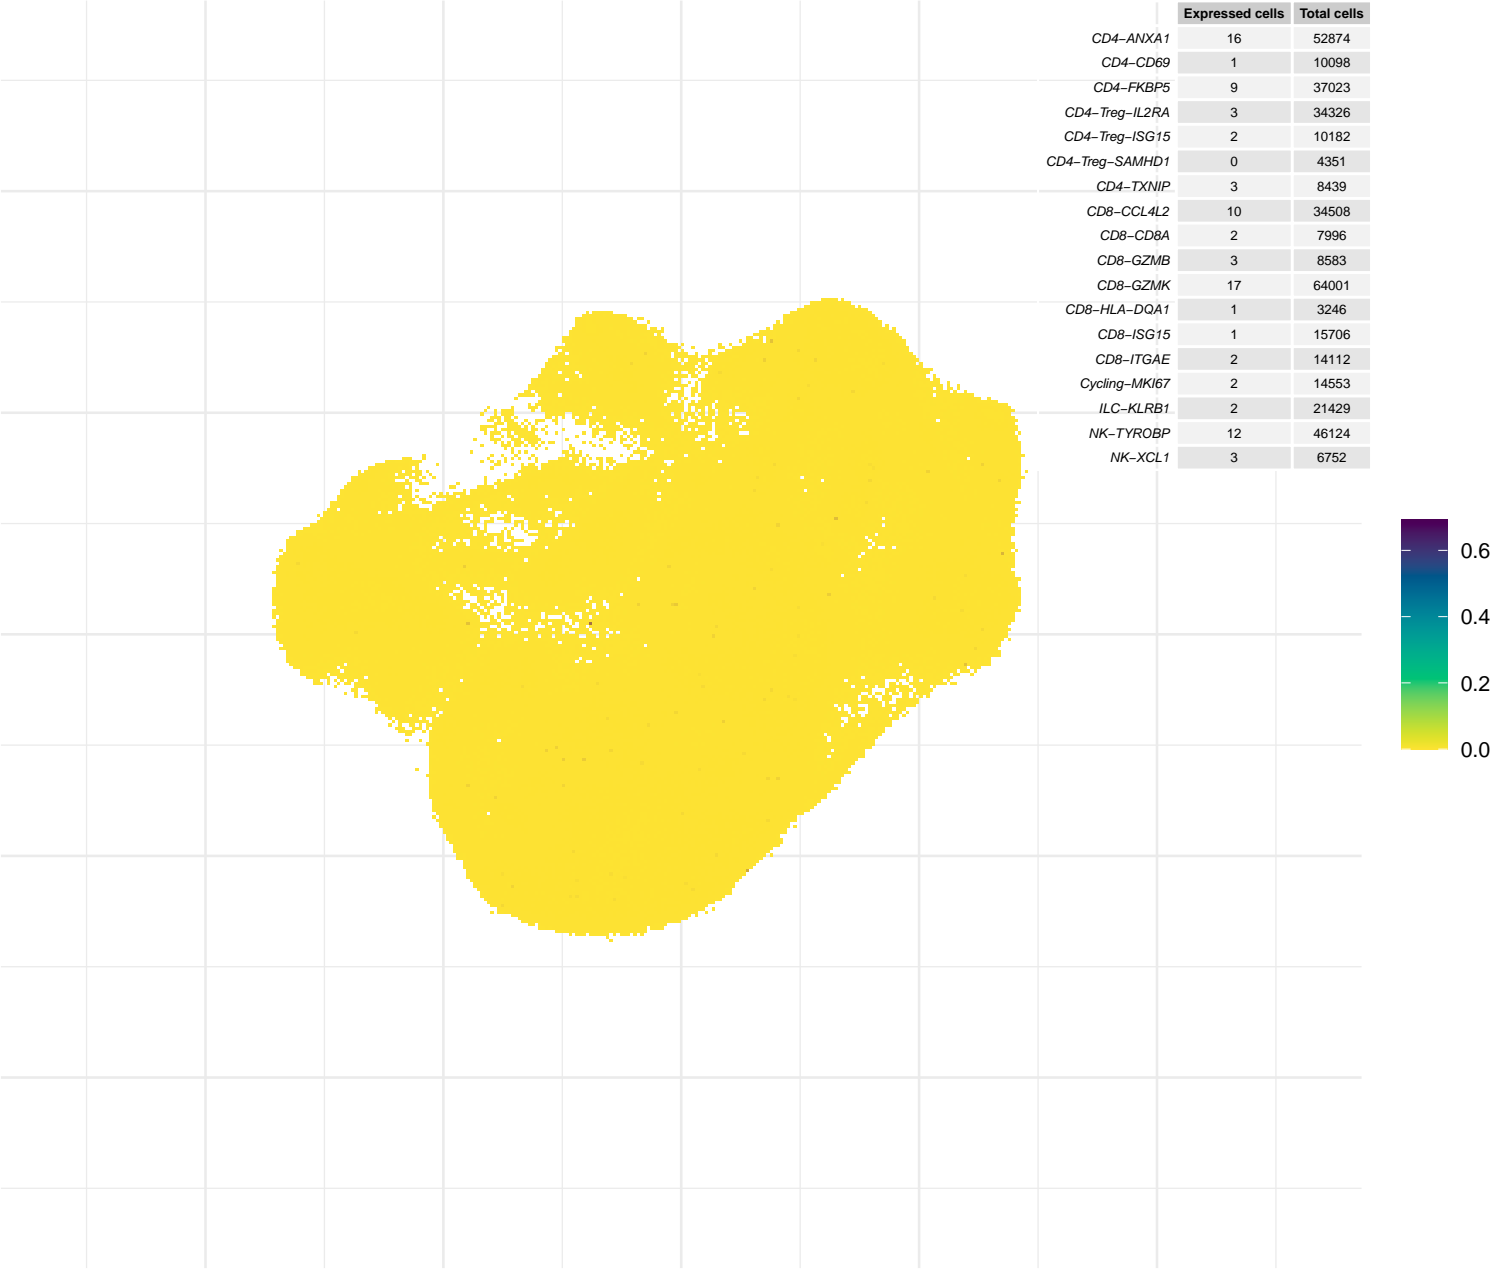 Expressed cells Total cells
CD4−ANXA1 16 52874
CD4−CD69 1 10098
CD4−FKBP5 9 37023
CD4−Treg−IL2RA 3 34326
CD4−Treg−ISG15 2 10182
CD4−Treg−SAMHD1 0 4351
CD4−TXNIP 3 8439
CD8−CCL4L2 10 34508
CD8−CD8A 2 7996
CD8−GZMB 3 8583
CD8−GZMK 17 64001
CD8−HLA−DQA1 1 3246
CD8−ISG15 1 15706
CD8−ITGAE 2 14112
Cycling−MKI67 2 14553
ILC−KLRB1 2 21429
NK−TYROBP 12 46124
NK−XCL1 3 6752
0.6
0.4
0.2
0.0